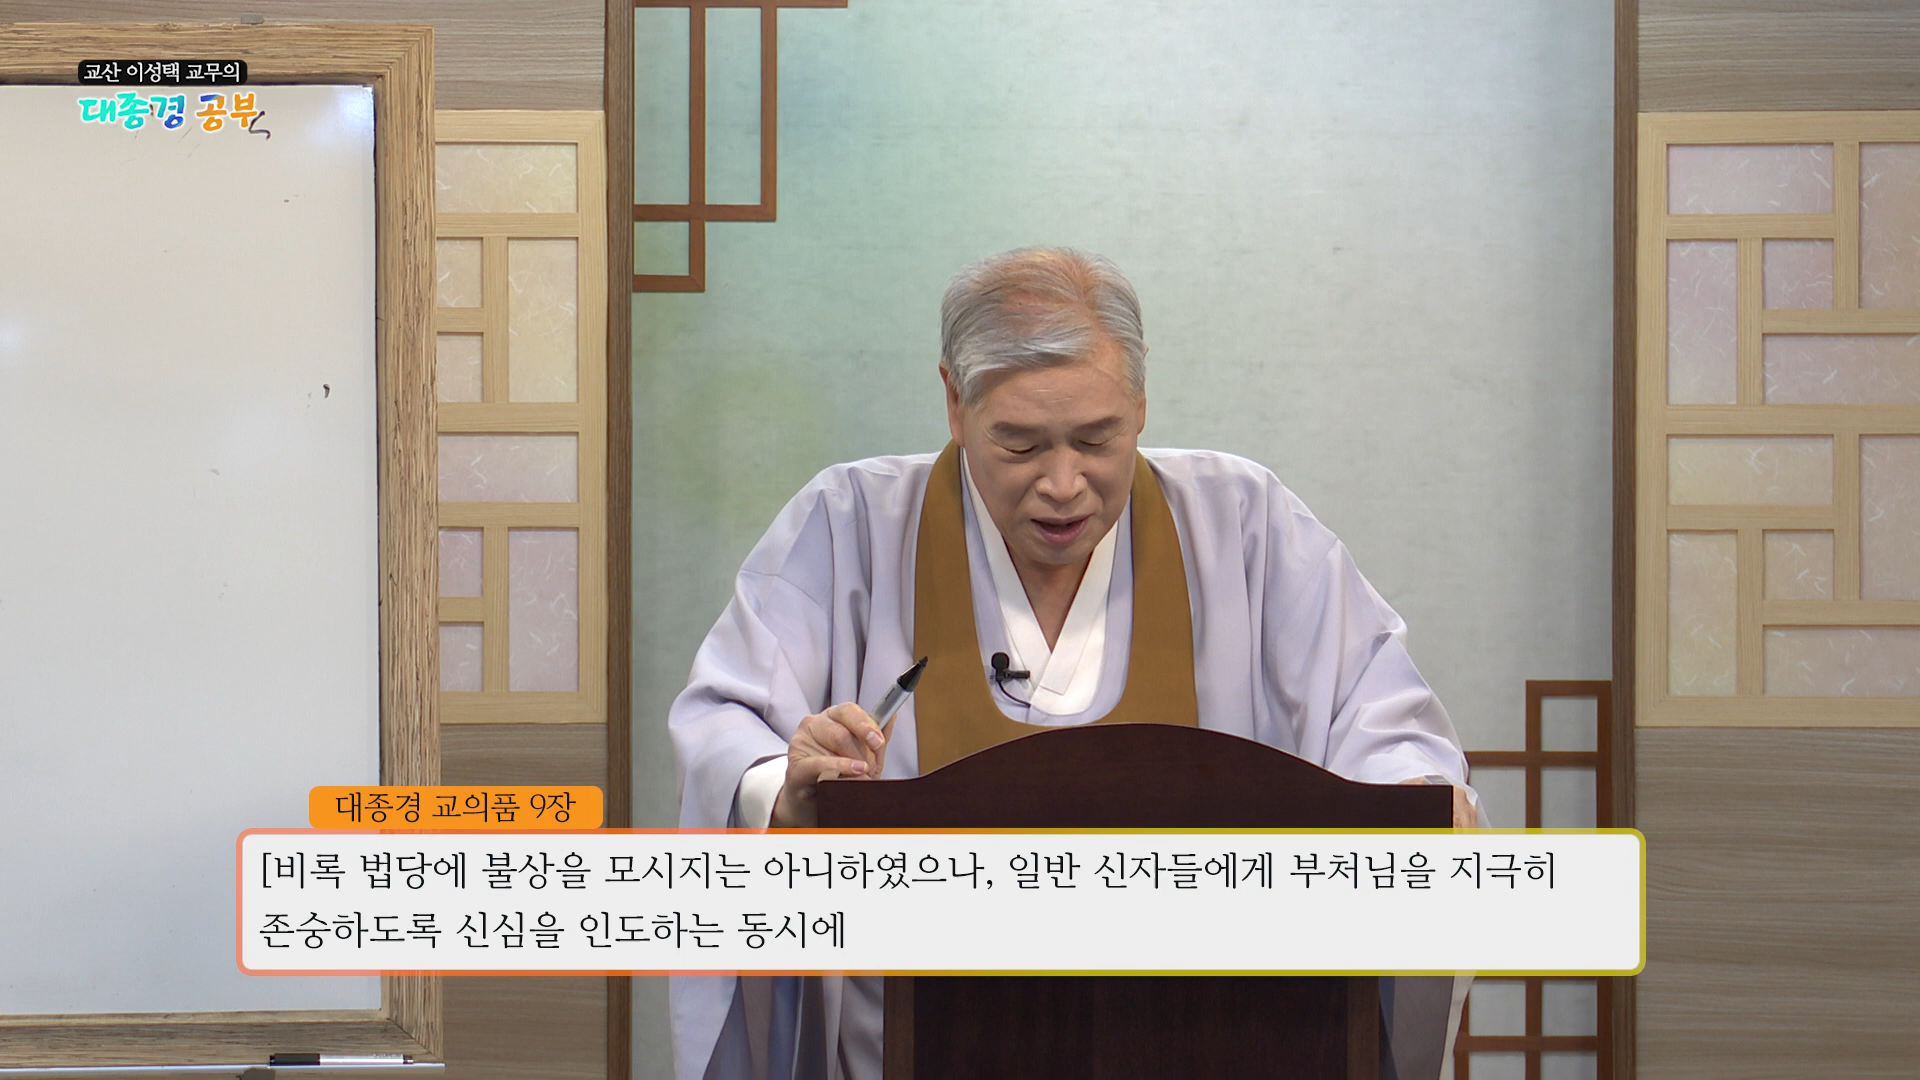 교산 이성택 교무의
대종경 공부
대종경 교의품 9장
[비록 법당에 불상을 모시지는 아니하였으나, 일반 신자들에게 부처님을 지극히
존숭하도록 신심을 인도하는 동시에